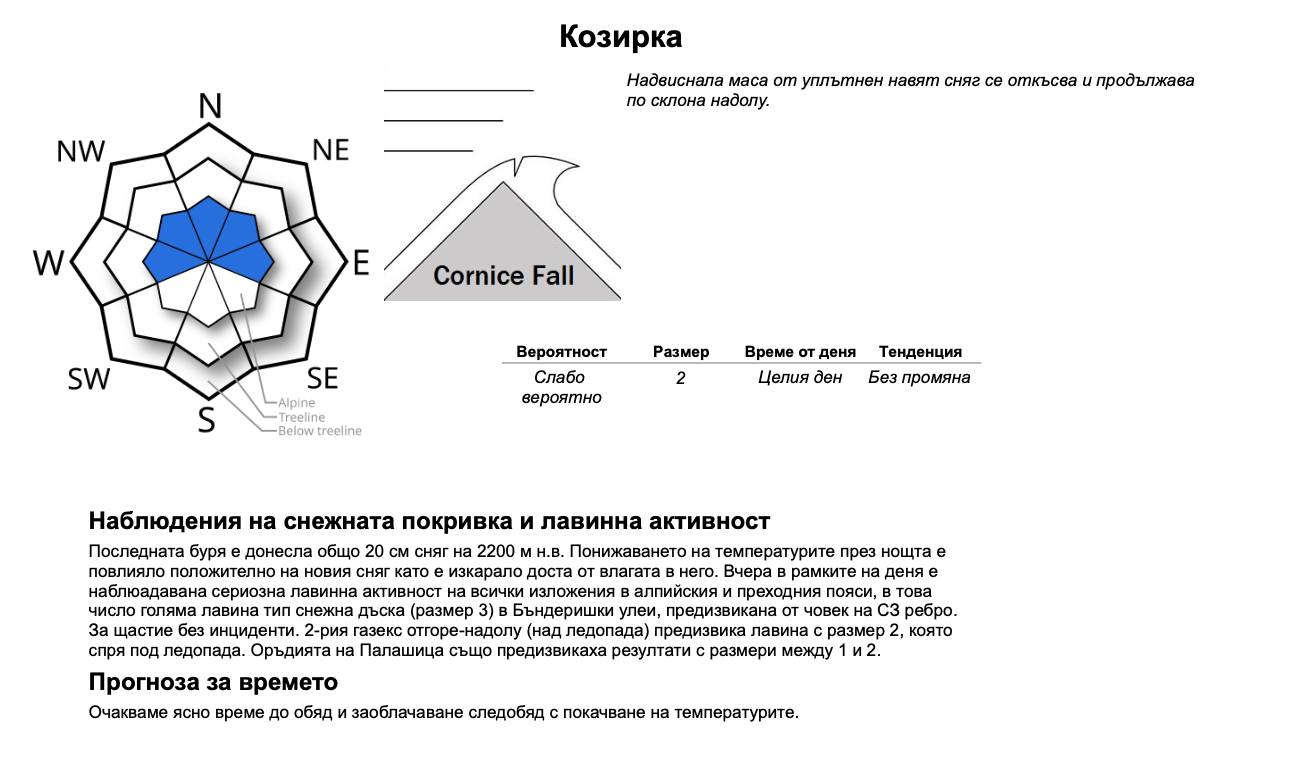 Козирка
Надвиснала маса от уплътнен навят сняг се откъсва и продължава
по склона надолу.
N
NW
NE
W
E
SW
SE
S
Alpine
Treeline
Below treeline
Cornice Fall
Вероятност Размер Време от деня Тенденция
Слабо 2 Целия ден Без промяна
вероятно
Наблюдения на снежната покривка и лавинна активност
Последната буря е донесла общо 20 см сняг на 2200 м н.в. Понижаването на температурите през нощта е
повлияло положително на новия сняг като е изкарало доста от влагата в него. Вчера в рамките на деня е
наблюадавана сериозна лавинна активност на всички изложения в алпийския и преходния пояси, в това
число голяма лавина тип снежна дъска (размер 3) в Бъндеришки улеи, предизвикана от човек на СЗ ребро.
За щастие без инциденти. 2-рия газекс отгоре-надолу (над ледопада) предизвика лавина с размер 2, която
спря под ледопада. Оръдията на Палашица също предизвикаха резултати с размери между 1 и 2.
Прогноза за времето
Очакваме ясно време до обяд и заоблачаване следобяд с покачване на температурите.